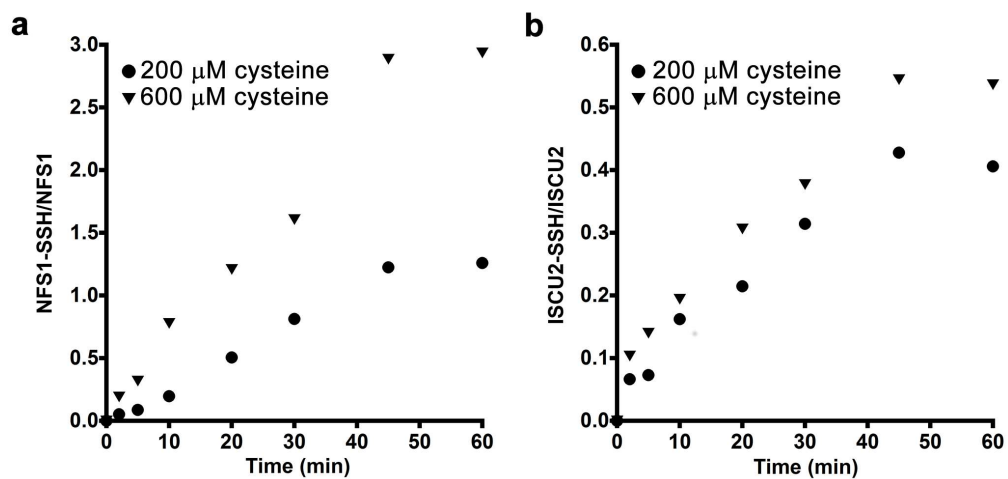 a
3.0
2.5
2.0
1.5
1.0
0.5
0.0
NFS1-SSH/NFS1
200 μM cysteine
600 μM cysteine
0 10 20 30 40 50 60
Time (min)
b
0.6
0.5
0.4
0.3
0.2
0.1
0.0
ISCU2-SSH/ISCU2
200 μM cysteine
600 μM cysteine
0 10 20 30 40 50 60
Time (min)